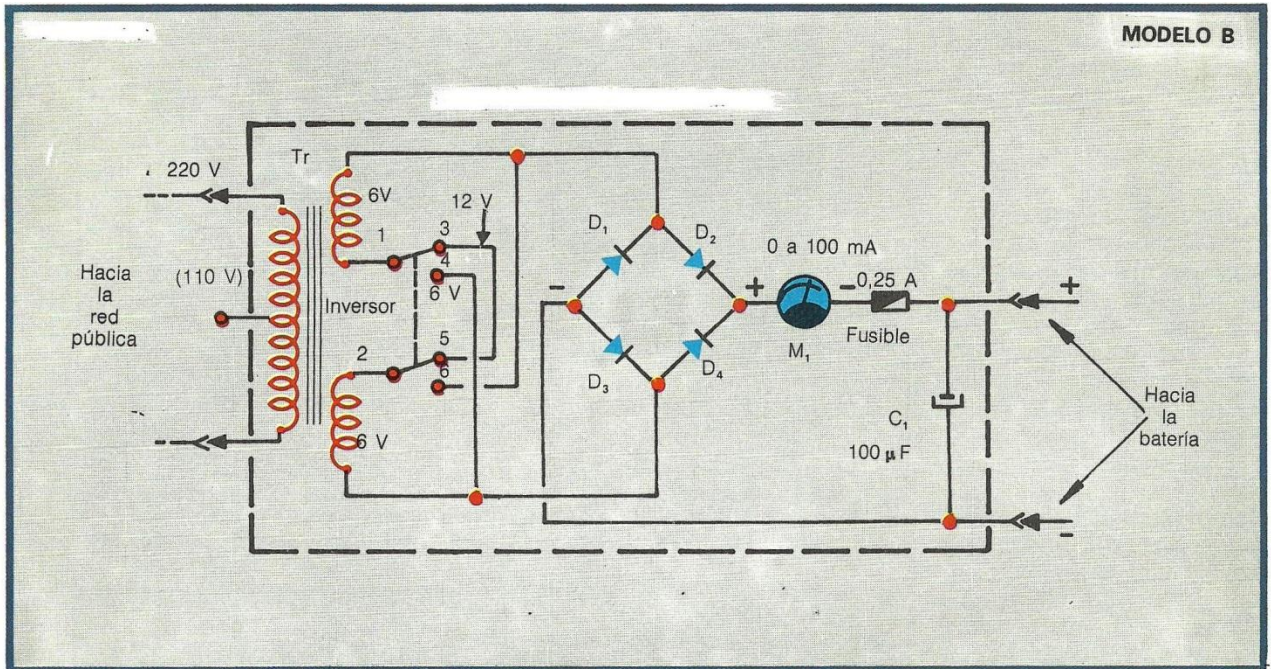 MODELO B
Tr
220 V
6V
12 V
1
3
4
6 V
(110 V)
Hacia
la
red
pública
Inversor
2
5
6
6 V
D1
D2
D3
D4
-
+
0 a 100 mA
M1
-
0,25 A
Fusible
+
C1
100 µF
Hacia
la
batería
-